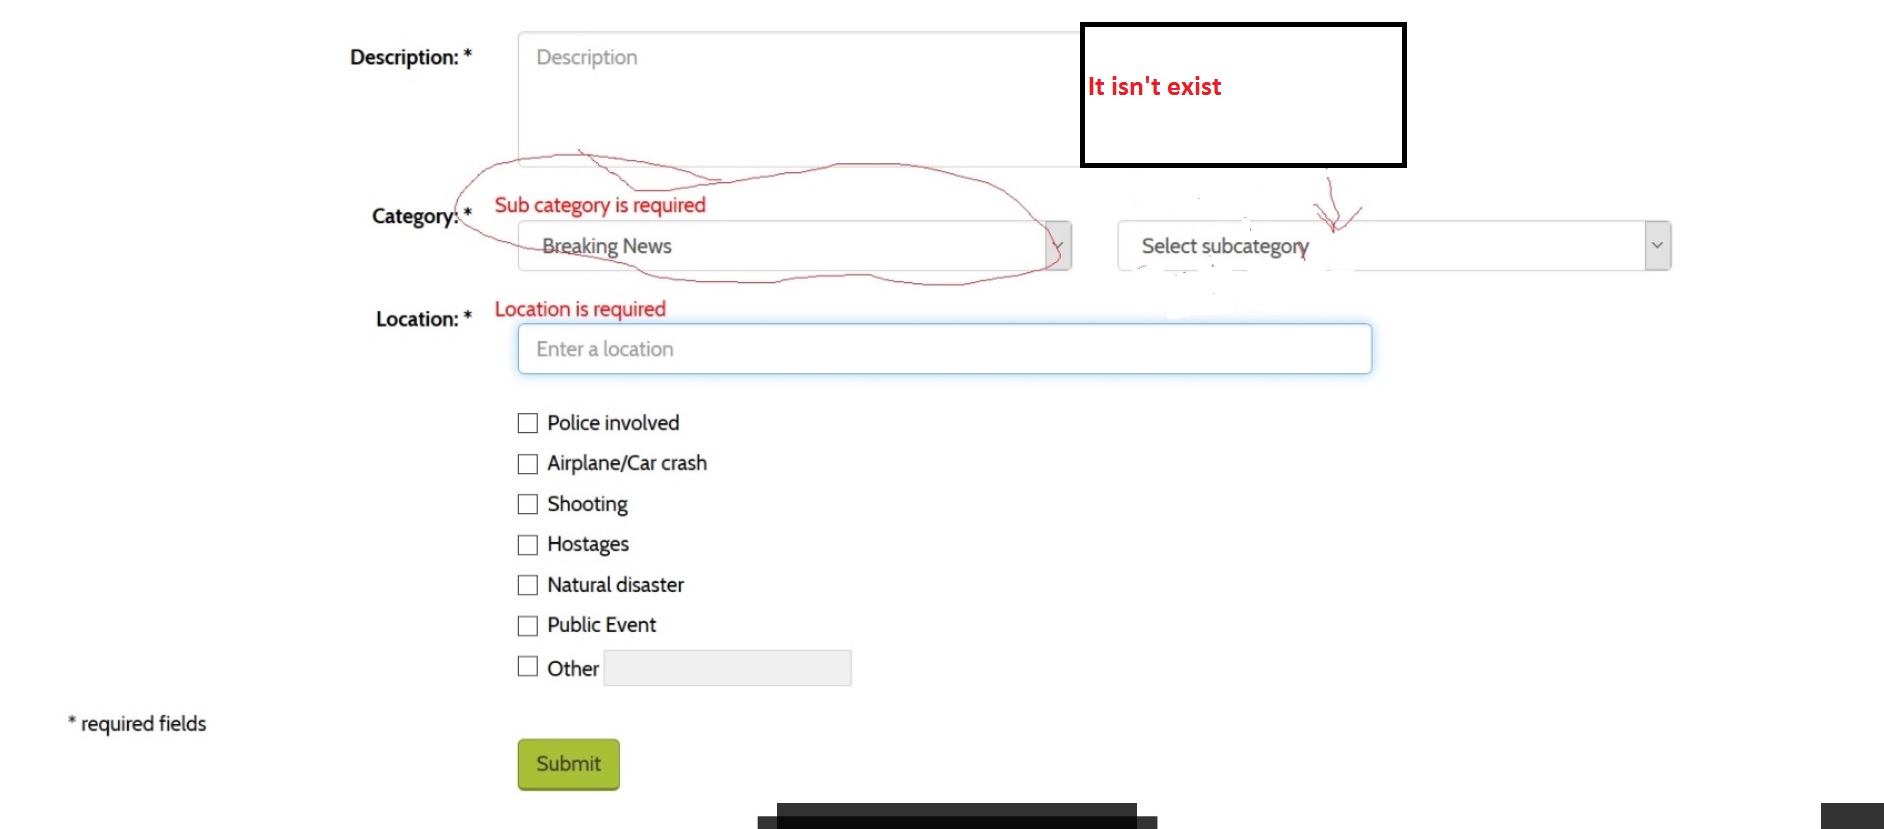 Description: * Description
It isn't exist
Sub category is required
Category: * Breaking News Select subcategory
Location is required
Location: *
Enter a location
Police involved
Airplane/Car crash
Shooting
Hostages
Natural disaster
Public Event
Other
* required fields
Submit